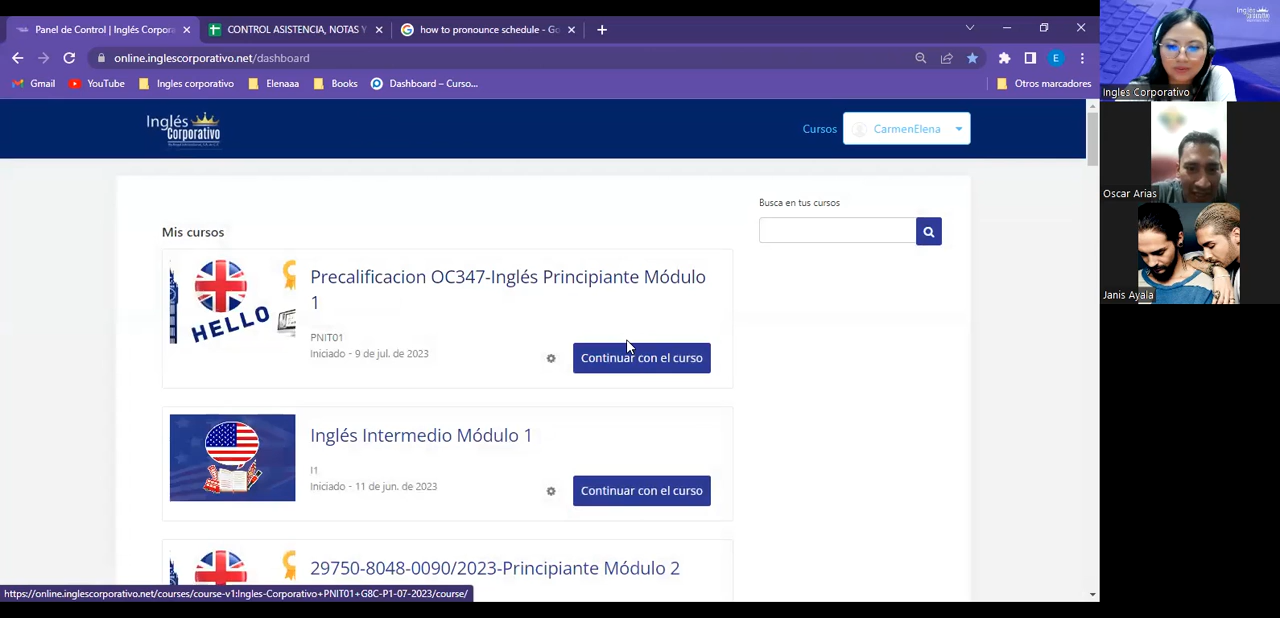 Panel de Control | Inglés Corpora
CONTROL ASISTENCIA, NOTAS Y
how to pronounce schedule - Go
online.inglescorporativo.net/dashboard
E
Gmail
YouTube
Ingles corporativo
Elenaaa
Books
Dashboard – Curso...
Otros marcadores
Inglés
Corporativo
Cursos
CarmenElena
Mis cursos
Busca en tus cursos
HELLO
Precalificacion OC347-Inglés Principiante Módulo
1
PNIT01
Iniciado - 9 de jul. de 2023
Continuar con el curso
Inglés Intermedio Módulo 1
I1
Iniciado - 11 de jun. de 2023
Continuar con el curso
29750-8048-0090/2023-Principiante Módulo 2
https://online.inglescorporativo.net/courses/course-v1:Ingles-Corporativo+PNIT01+G8C-P1-07-2023/course/
Ingles Corporativo
Oscar Arias
Janis Ayala